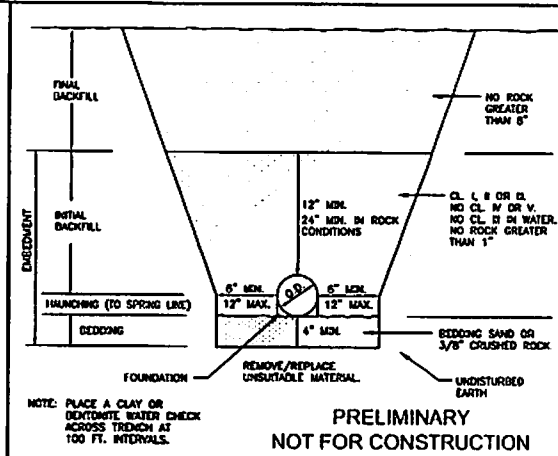 FINAL
BACKFILL
NO ROCK
GREATER
THAN 8"
EMBEDMENT
INITIAL
BACKFILL
12" MIN.
24" MIN. IN ROCK
CONDITIONS
CL. I, II OR III.
NO CL. IV OR V.
NO CL. III IN WATER.
NO ROCK GREATER
THAN 1"
6" MIN.
O.D.
6" MIN.
HAUNCHING (TO SPRING LINE)
12" MAX.
12" MAX.
BEDDING
4" MIN.
BEDDING SAND OR
3/8" CRUSHED ROCK
FOUNDATION
REMOVE/REPLACE
UNSUITABLE MATERIAL.
UNDISTURBED
EARTH
NOTE: PLACE A CLAY OR
BENTONITE WATER CHECK
ACROSS TRENCH AT
100 FT. INTERVALS.
PRELIMINARY
NOT FOR CONSTRUCTION